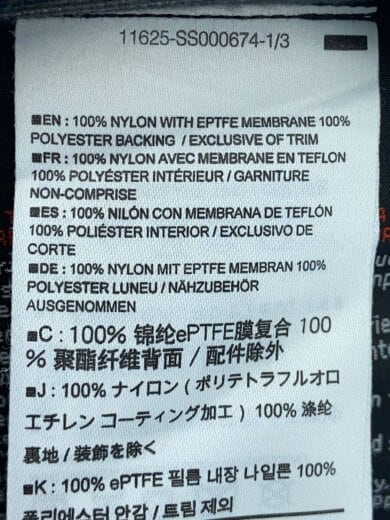 11625-SS000674-1/3
■EN : 100% NYLON WITH EPTFE MEMBRANE 100%
POLYESTER BACKING / EXCLUSIVE OF TRIM
■FR : 100% NYLON AVEC MEMBRANE EN TEFLON
100% POLYÉSTER INTÉRIEUR / GARNITURE
NON-COMPRISE
■ES : 100% NILÓN CON MEMBRANA DE TEFLÓN
100% POLIÉSTER INTERIOR / EXCLUSIVO DE
CORTE
■DE : 100% NYLON MIT EPTFE MEMBRAN 100%
POLYESTER LUNEU / NÄHZUBEHÖR
AUSGENOMMEN
■C : 100% 锦纶ePTFE膜复合 100
% 聚酯纤维背面 / 配件除外
■J : 100% ナイロン ( ポリテトラフルオロ
エチレン コーティング加工 ) 100% 涤纶
裏地 / 装飾を除く
■K : 100% ePTFE 필름 내장 나일론 100%
폴리에스터 안감 / 트림 제외